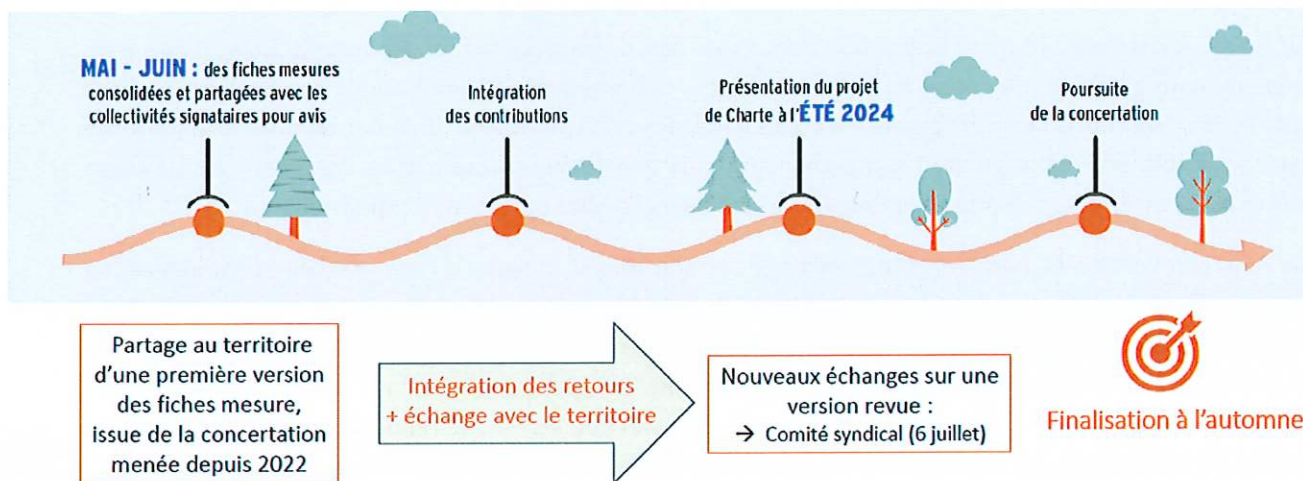 MAI - JUIN : des fiches mesures
consolidées et partagées avec les
collectivités signataires pour avis
Intégration
des contributions
Présentation du projet
de Charte à l'ÉTÉ 2024
Poursuite
de la concertation
Partage au territoire
d'une première version
des fiches mesure,
issue de la concertation
menée depuis 2022
Intégration des retours
+ échange avec le territoire
Nouveaux échanges sur une
version revue :
→ Comité syndical (6 juillet)
Finalisation à l'automne